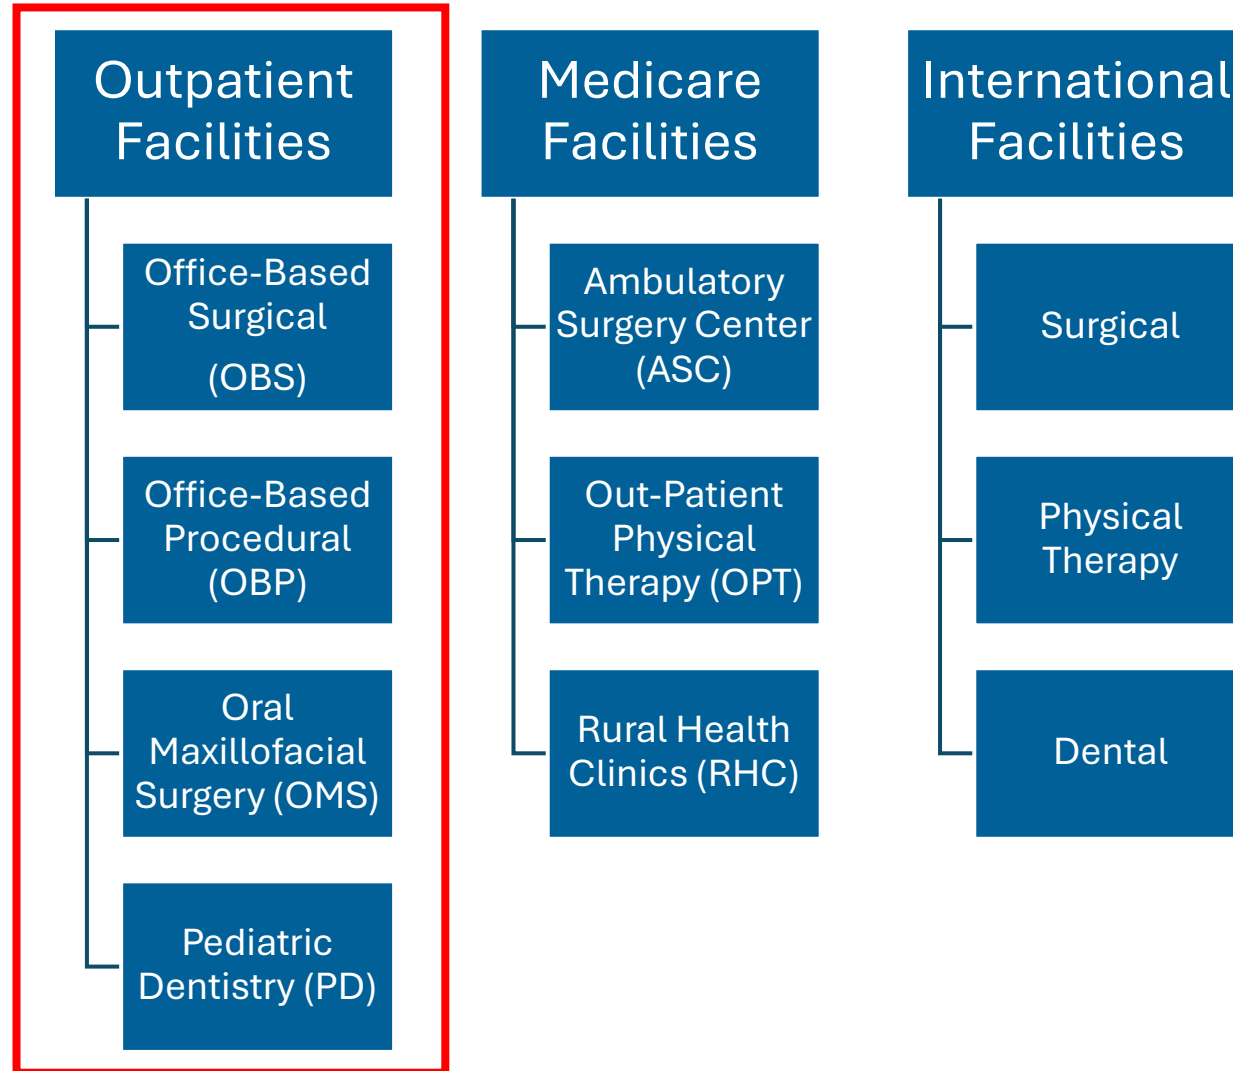 Outpatient
Facilities
Office-Based
Surgical
(OBS)
Office-Based
Procedural
(OBP)
Oral
Maxillofacial
Surgery (OMS)
Pediatric
Dentistry (PD)
Medicare
Facilities
Ambulatory
Surgery Center
(ASC)
Out-Patient
Physical
Therapy (OPT)
Rural Health
Clinics (RHC)
International
Facilities
Surgical
Physical
Therapy
Dental